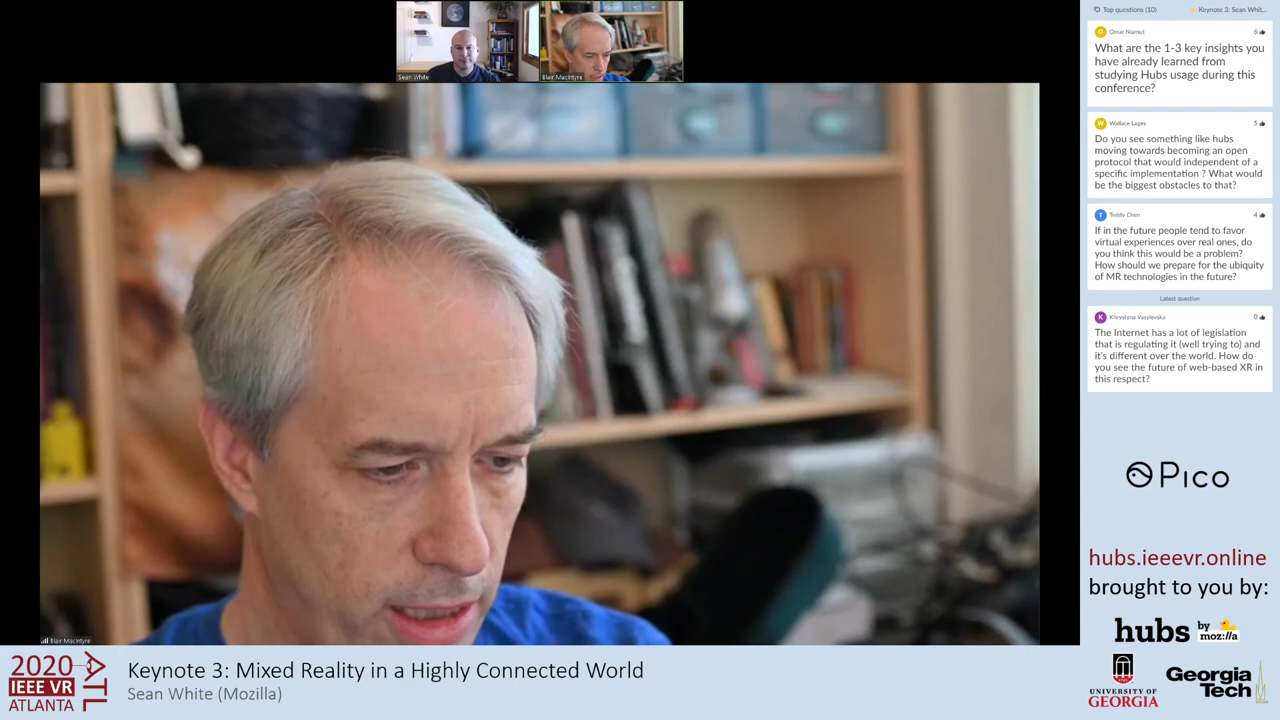 Sean White
Blair MacIntyre
Top questions (10)
Keynote 3: Sean Whit...
Omar Niamut
6
What are the 1-3 key insights you
have already learned from
studying Hubs usage during this
conference?
Wallace Lages
5
Do you see something like hubs
moving towards becoming an open
protocol that would independent of a
specific implementation ? What would
be the biggest obstacles to that?
Teddy Chen
4
If in the future people tend to favor
virtual experiences over real ones, do
you think this would be a problem?
How should we prepare for the ubiquity
of MR technologies in the future?
Latest question
Khrystyna Vasylevska
0
The Internet has a lot of legislation
that is regulating it (well trying to) and
it's different over the world. How do
you see the future of web-based XR in
this respect?
Pico
hubs.ieeevr.online
brought to you by:
hubs by moz://a
UNIVERSITY OF
GEORGIA
Georgia
Tech
Blair MacIntyre
2020
IEEE VR
ATLANTA
ATL
Keynote 3: Mixed Reality in a Highly Connected World
Sean White (Mozilla)